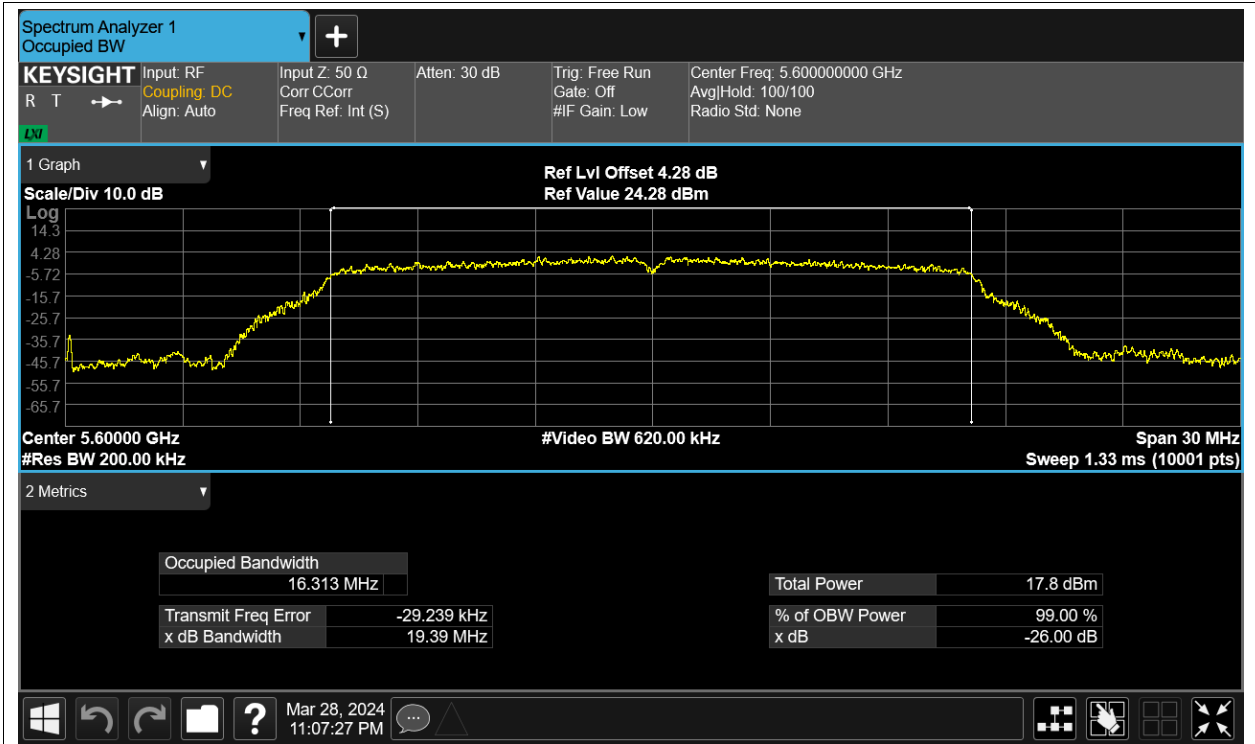 Spectrum Analyzer 1
Occupied BW
KEYSIGHT
R T
LXI
Input: RF
Coupling: DC
Align: Auto
Input Z: 50 Ω
Corr CCorr
Freq Ref: Int (S)
Atten: 30 dB
Trig: Free Run
Gate: Off
#IF Gain: Low
Center Freq: 5.600000000 GHz
Avg|Hold: 100/100
Radio Std: None
1 Graph
Scale/Div 10.0 dB
Ref Lvl Offset 4.28 dB
Ref Value 24.28 dBm
Log
14.3
4.28
-5.72
-15.7
-25.7
-35.7
-45.7
-55.7
-65.7
Center 5.60000 GHz
#Video BW 620.00 kHz
Span 30 MHz
#Res BW 200.00 kHz
Sweep 1.33 ms (10001 pts)
2 Metrics
Occupied Bandwidth
16.313 MHz
Total Power 17.8 dBm
Transmit Freq Error -29.239 kHz
% of OBW Power 99.00 %
x dB Bandwidth 19.39 MHz
x dB -26.00 dB
?
Mar 28, 2024
11:07:27 PM